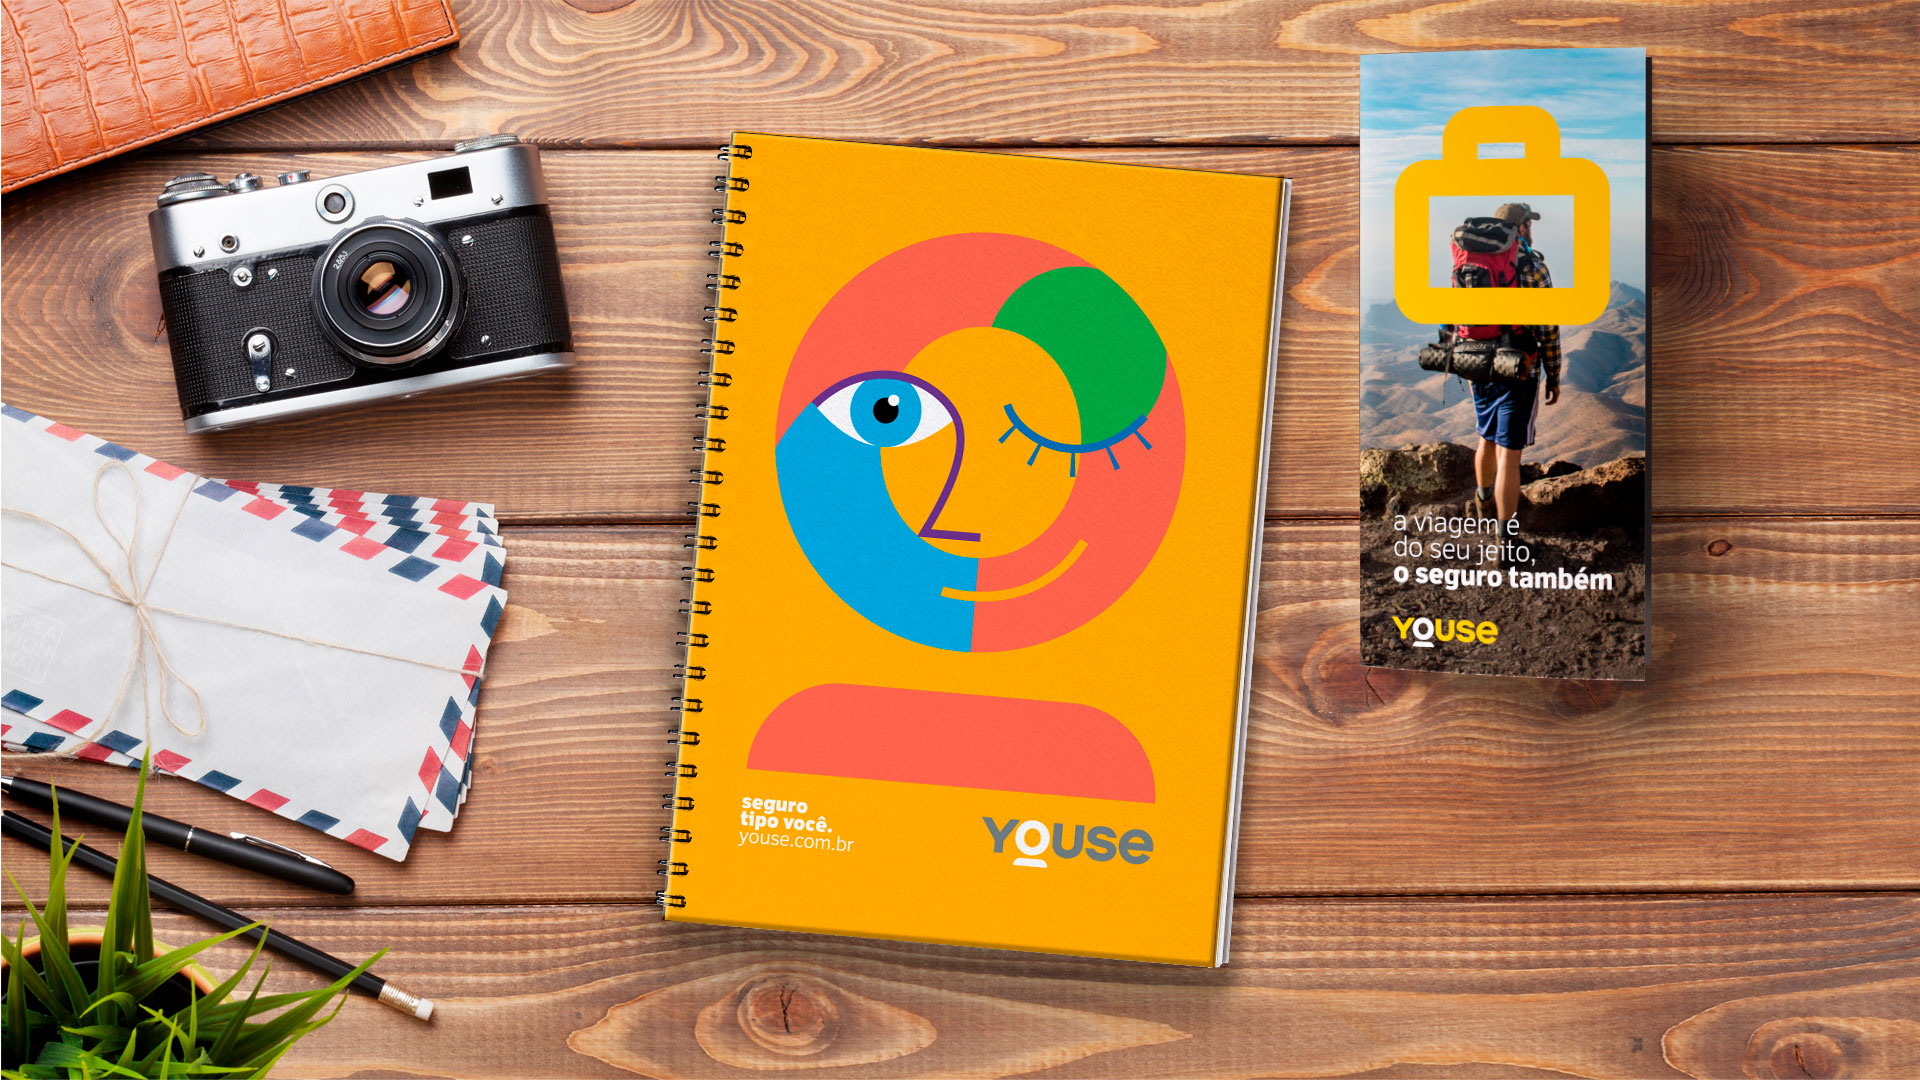 seguro
tipo você.
youse.com.br
YOUSE
a viagem é
do seu jeito,
o seguro também
YOUSE